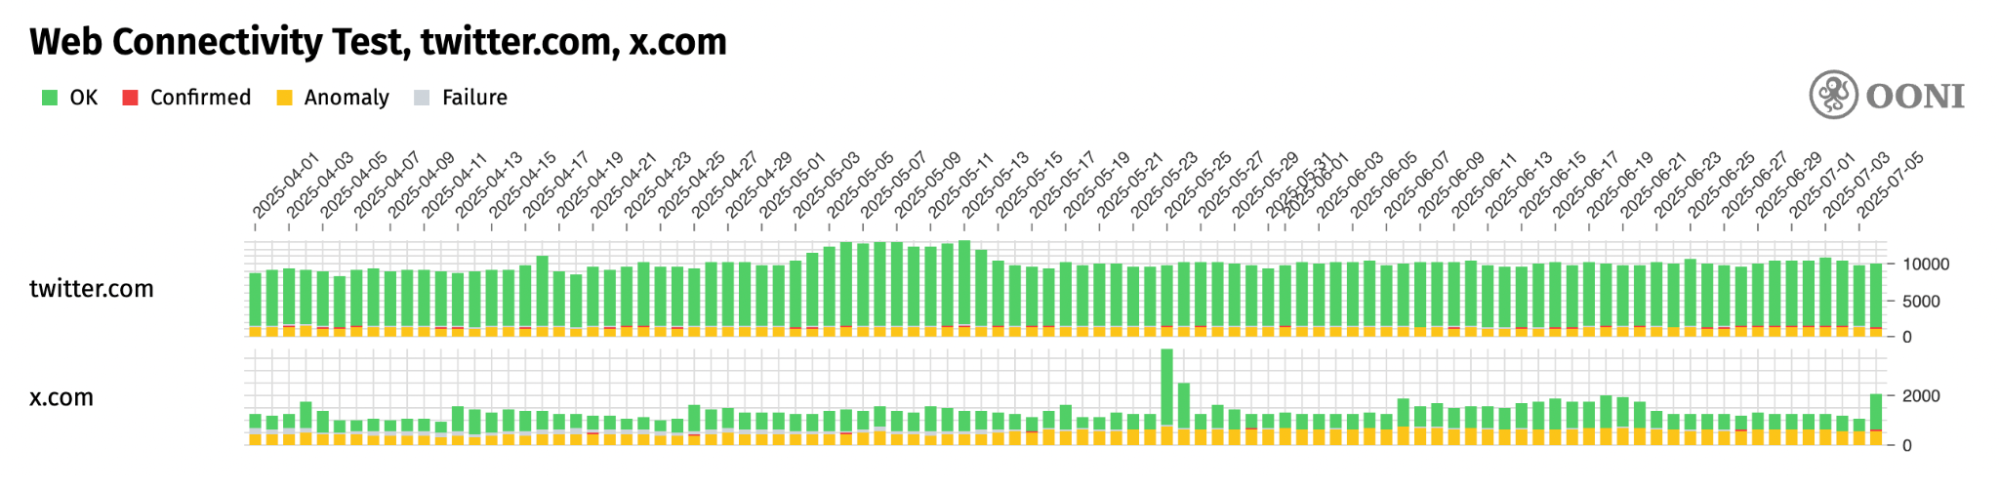 Web Connectivity Test, twitter.com, x.com
OK Confirmed Anomaly Failure
OONI
2025-04-01 2025-04-03 2025-04-05 2025-04-07 2025-04-09 2025-04-11 2025-04-13 2025-04-15 2025-04-17 2025-04-19 2025-04-21 2025-04-23 2025-04-25 2025-04-27 2025-04-29 2025-05-01 2025-05-03 2025-05-05 2025-05-07 2025-05-09 2025-05-11 2025-05-13 2025-05-15 2025-05-17 2025-05-19 2025-05-21 2025-05-23 2025-05-25 2025-05-27 2025-05-29 2025-05-31 2025-06-01 2025-06-03 2025-06-05 2025-06-07 2025-06-09 2025-06-11 2025-06-13 2025-06-15 2025-06-17 2025-06-19 2025-06-21 2025-06-23 2025-06-25 2025-06-27 2025-06-29 2025-07-01 2025-07-03 2025-07-05
10000
twitter.com
5000
0
2000
x.com
0